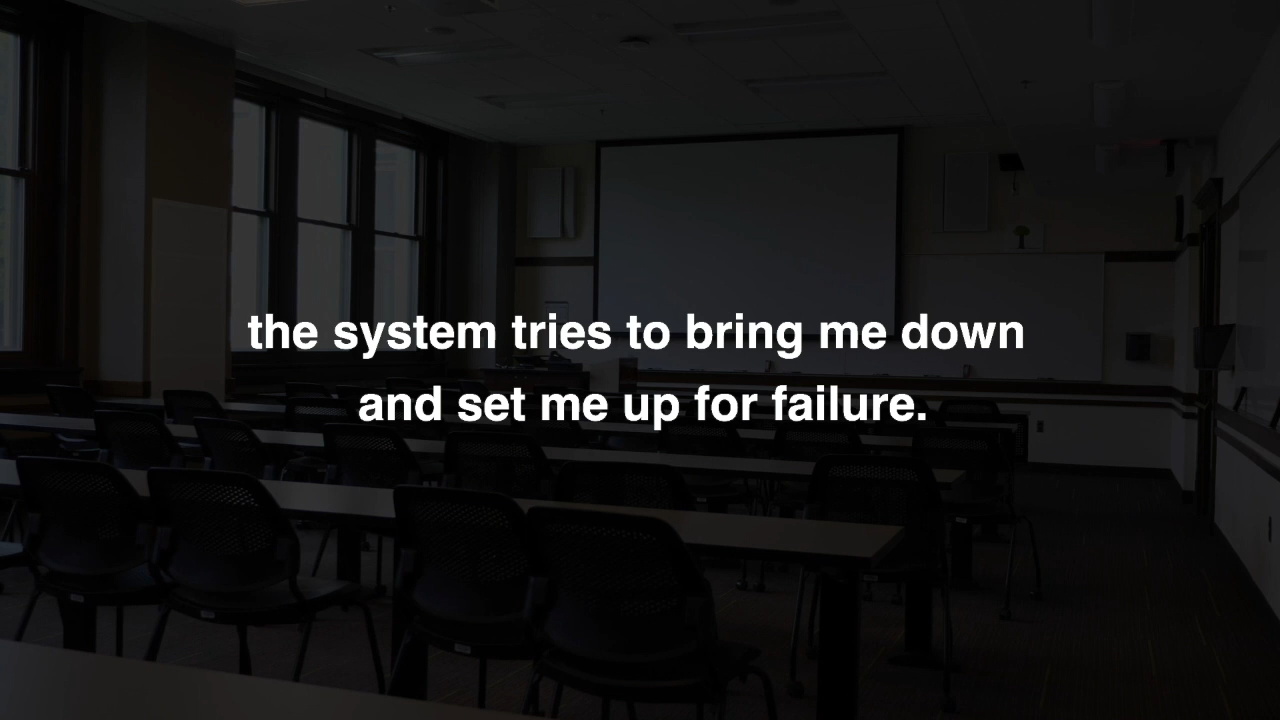 the system tries to bring me down
and set me up for failure.